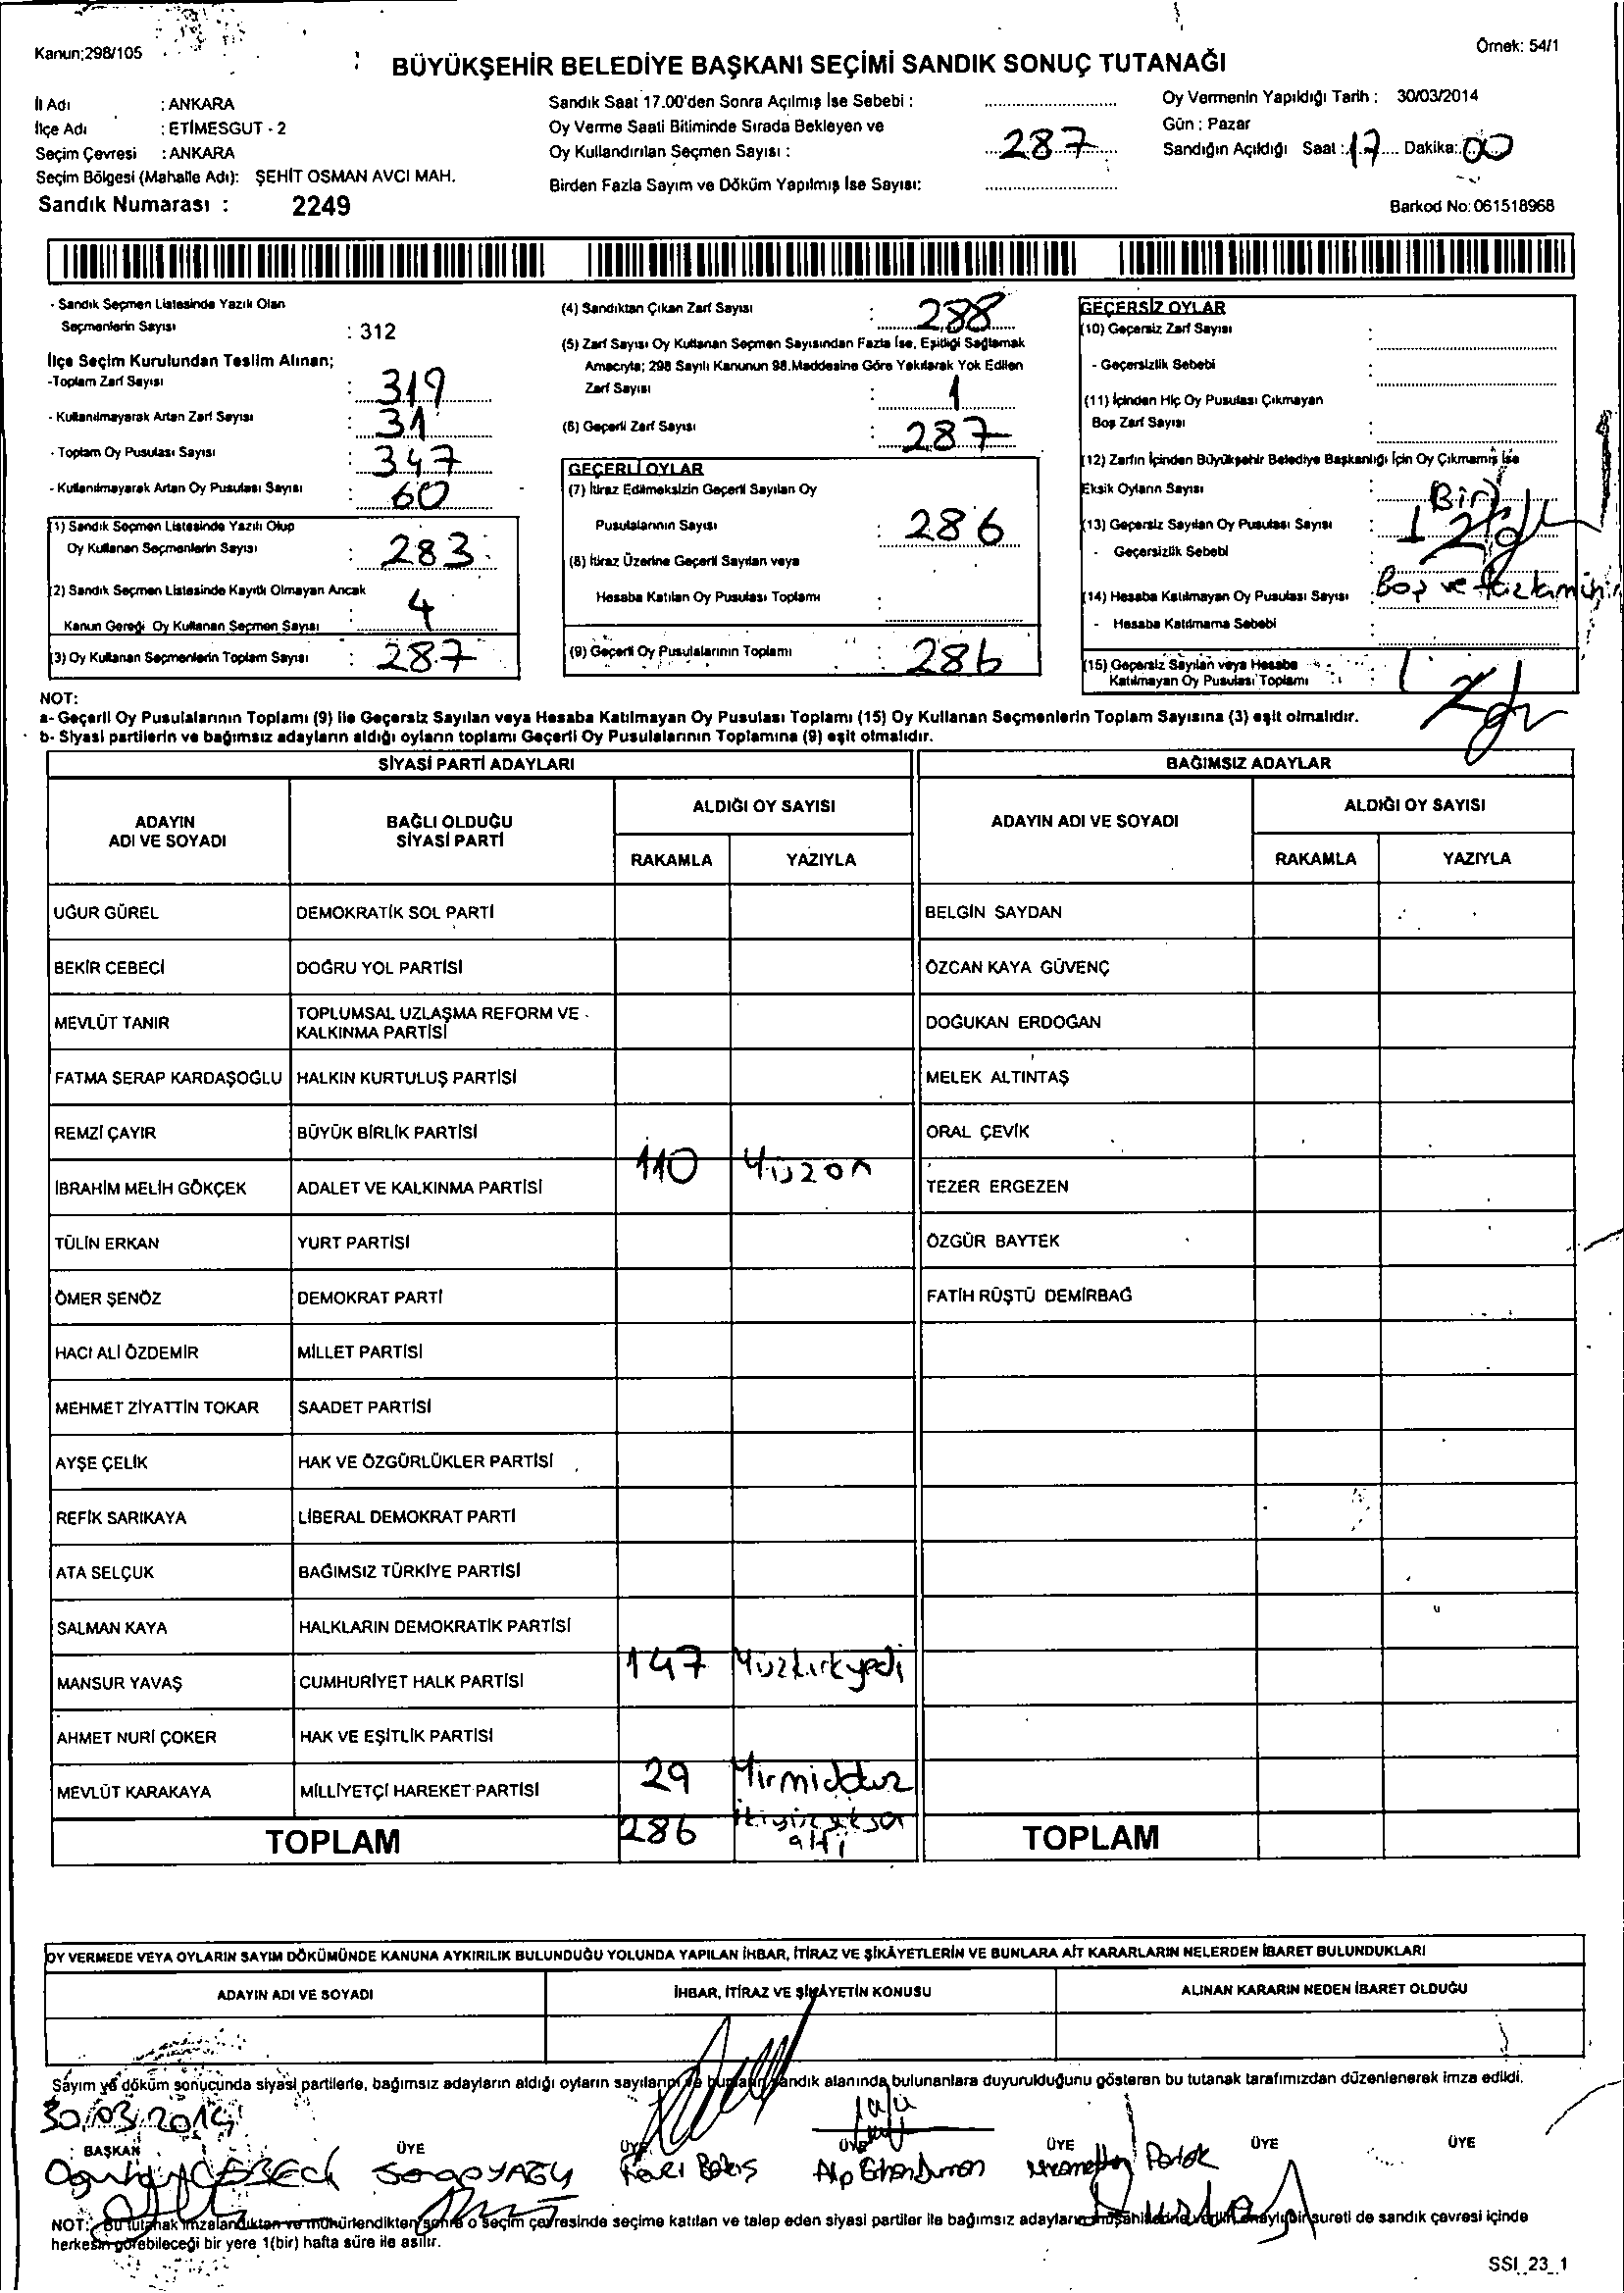 Kanun;298/105
Örnek: 54/1
BÜYÜKŞEHİR BELEDİYE BAŞKANI SEÇİMİ SANDIK SONUÇ TUTANAĞI
İl Adı : ANKARA
İlçe Adı : ETİMESGUT - 2
Seçim Çevresi : ANKARA
Seçim Bölgesi (Mahalle Adı): ŞEHİT OSMAN AVCI MAH.
Sandık Numarası : 2249
Sandık Saat 17.00'den Sonra Açılmış İse Sebebi :
Oy Verme Saati Bitiminde Sırada Bekleyen ve
Oy Kullandırılan Seçmen Sayısı : 287
Birden Fazla Sayım ve Döküm Yapılmış İse Sayısı:
Oy Vermenin Yapıldığı Tarih : 30/03/2014
Gün : Pazar
Sandığın Açıldığı Saat : 17 Dakika: 00
Barkod No: 061518968
- Sandık Seçmen Listesinde Yazılı Olan
Seçmenlerin Sayısı : 312
İlçe Seçim Kurulundan Teslim Alınan;
-Toplam Zarf Sayısı : 319
- Kullanılmayarak Artan Zarf Sayısı : 31
- Toplam Oy Pusulası Sayısı : 347
- Kullanılmayarak Artan Oy Pusulası Sayısı : 60
(1) Sandık Seçmen Listesinde Yazılı Olup
Oy Kullanan Seçmenlerin Sayısı : 283
(2) Sandık Seçmen Listesinde Kayıtlı Olmayan Ancak
Kanun Gereği Oy Kullanan Seçmen Sayısı : 4
(3) Oy Kullanan Seçmenlerin Toplam Sayısı : 287
(4) Sandıktan Çıkan Zarf Sayısı : 288
(5) Zarf Sayısı Oy Kullanan Seçmen Sayısından Fazla İse, Eşitliği Sağlamak
Amacıyla; 298 Sayılı Kanunun 98.Maddesine Göre Yakılarak Yok Edilen
Zarf Sayısı : 1
(6) Geçerli Zarf Sayısı : 287
GEÇERLİ OYLAR
(7) İtiraz Edilmeksizin Geçerli Sayılan Oy
Pusulalarının Sayısı : 286
(8) İtiraz Üzerine Geçerli Sayılan veya
Hesaba Katılan Oy Pusulası Toplamı :
(9) Geçerli Oy Pusulalarının Toplamı : 286
GEÇERSİZ OYLAR
(10) Geçersiz Zarf Sayısı :
- Geçersizlik Sebebi :
(11) İçinden Hiç Oy Pusulası Çıkmayan
Boş Zarf Sayısı :
(12) Zarfın İçinden Büyükşehir Belediye Başkanlığı İçin Oy Çıkmamış İse
Eksik Oyların Sayısı : Bir
(13) Geçersiz Sayılan Oy Pusulası Sayısı : 1
- Geçersizlik Sebebi : Boş ve
(14) Hesaba Katılmayan Oy Pusulası Sayısı :
- Hesaba Katılmama Sebebi :
(15) Geçersiz Sayılan veya Hesaba
Katılmayan Oy Pusulası Toplamı : 1
NOT:
a- Geçerli Oy Pusulalarının Toplamı (9) ile Geçersiz Sayılan veya Hesaba Katılmayan Oy Pusulası Toplamı (15) Oy Kullanan Seçmenlerin Toplam Sayısına (3) eşit olmalıdır.
b- Siyasi partilerin ve bağımsız adayların aldığı oyların toplamı Geçerli Oy Pusulalarının Toplamına (9) eşit olmalıdır.
SİYASİ PARTİ ADAYLARI
BAĞIMSIZ ADAYLAR
ADAYIN ADI VE SOYADI
BAĞLI OLDUĞU SİYASİ PARTİ
ALDIĞI OY SAYISI
RAKAMLA YAZIYLA
ADAYIN ADI VE SOYADI
ALDIĞI OY SAYISI
RAKAMLA YAZIYLA
UĞUR GÜREL DEMOKRATİK SOL PARTİ BELGİN SAYDAN
BEKİR CEBECİ DOĞRU YOL PARTİSİ ÖZCAN KAYA GÜVENÇ
MEVLÜT TANIR TOPLUMSAL UZLAŞMA REFORM VE KALKINMA PARTİSİ DOĞUKAN ERDOĞAN
FATMA SERAP KARDAŞOĞLU HALKIN KURTULUŞ PARTİSİ MELEK ALTINTAŞ
REMZİ ÇAYIR BÜYÜK BİRLİK PARTİSİ ORAL ÇEVİK
İBRAHİM MELİH GÖKÇEK ADALET VE KALKINMA PARTİSİ 110 Yüzon TEZER ERGEZEN
TÜLİN ERKAN YURT PARTİSİ ÖZGÜR BAYTEK
ÖMER ŞENÖZ DEMOKRAT PARTİ FATİH RÜŞTÜ DEMİRBAĞ
HACI ALİ ÖZDEMİR MİLLET PARTİSİ
MEHMET ZİYATTİN TOKAR SAADET PARTİSİ
AYŞE ÇELİK HAK VE ÖZGÜRLÜKLER PARTİSİ
REFİK SARIKAYA LİBERAL DEMOKRAT PARTİ
ATA SELÇUK BAĞIMSIZ TÜRKİYE PARTİSİ
SALMAN KAYA HALKLARIN DEMOKRATİK PARTİSİ
MANSUR YAVAŞ CUMHURİYET HALK PARTİSİ 147 Yüzkırkyedi
AHMET NURİ ÇOKER HAK VE EŞİTLİK PARTİSİ
MEVLÜT KARAKAYA MİLLİYETÇİ HAREKET PARTİSİ 29 Yirmidokuz
TOPLAM 286 ikiyüzseksen altı TOPLAM
OY VERMEDE VEYA OYLARIN SAYIM DÖKÜMÜNDE KANUNA AYKIRILIK BULUNDUĞU YOLUNDA YAPILAN İHBAR, İTİRAZ VE ŞİKÂYETLERİN VE BUNLARA AİT KARARLARIN NELERDEN İBARET BULUNDUKLARI
ADAYIN ADI VE SOYADI İHBAR, İTİRAZ VE ŞİKÂYETİN KONUSU ALINAN KARARIN NEDEN İBARET OLDUĞU
Sayım ve döküm sonucunda siyasi partilerle, bağımsız adayların aldığı oyların sayılarını ve bunların sandık alanında bulunanlara duyurulduğunu gösteren bu tutanak tarafımızdan düzenlenerek imza edildi.
30/03/2014
BAŞKAN ÜYE ÜYE ÜYE ÜYE ÜYE ÜYE
NOT: Bu tutanak imzalandıktan ve mühürlendikten sonra o seçim çevresinde seçime katılan ve talep eden siyasi partiler ile bağımsız adayların müşahitlerine verilir. Onaylı bir sureti de sandık çevresi içinde
herkesin görebileceği bir yere 1(bir) hafta süre ile asılır.
SSI_23_1